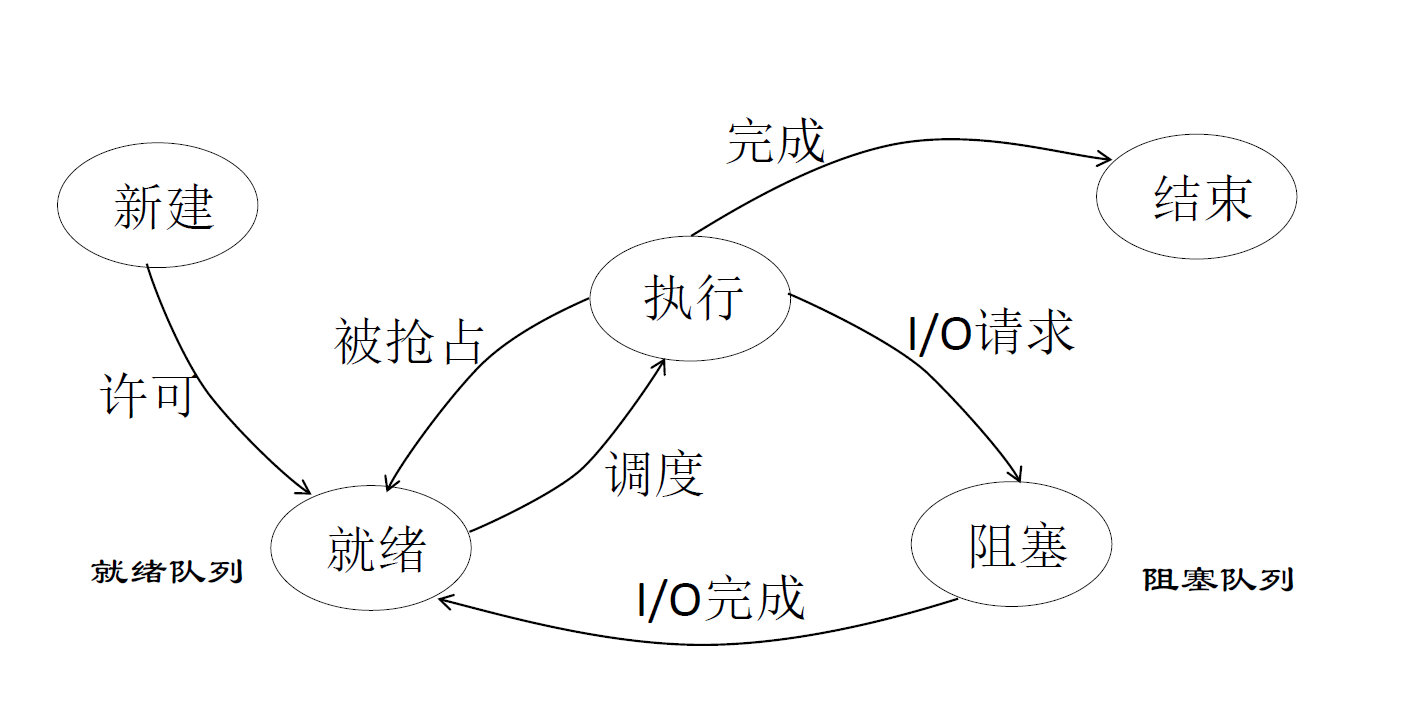 完成
新建
结束
执行
被抢占
I/O请求
许可
调度
就绪
阻塞
就绪队列
阻塞队列
I/O完成